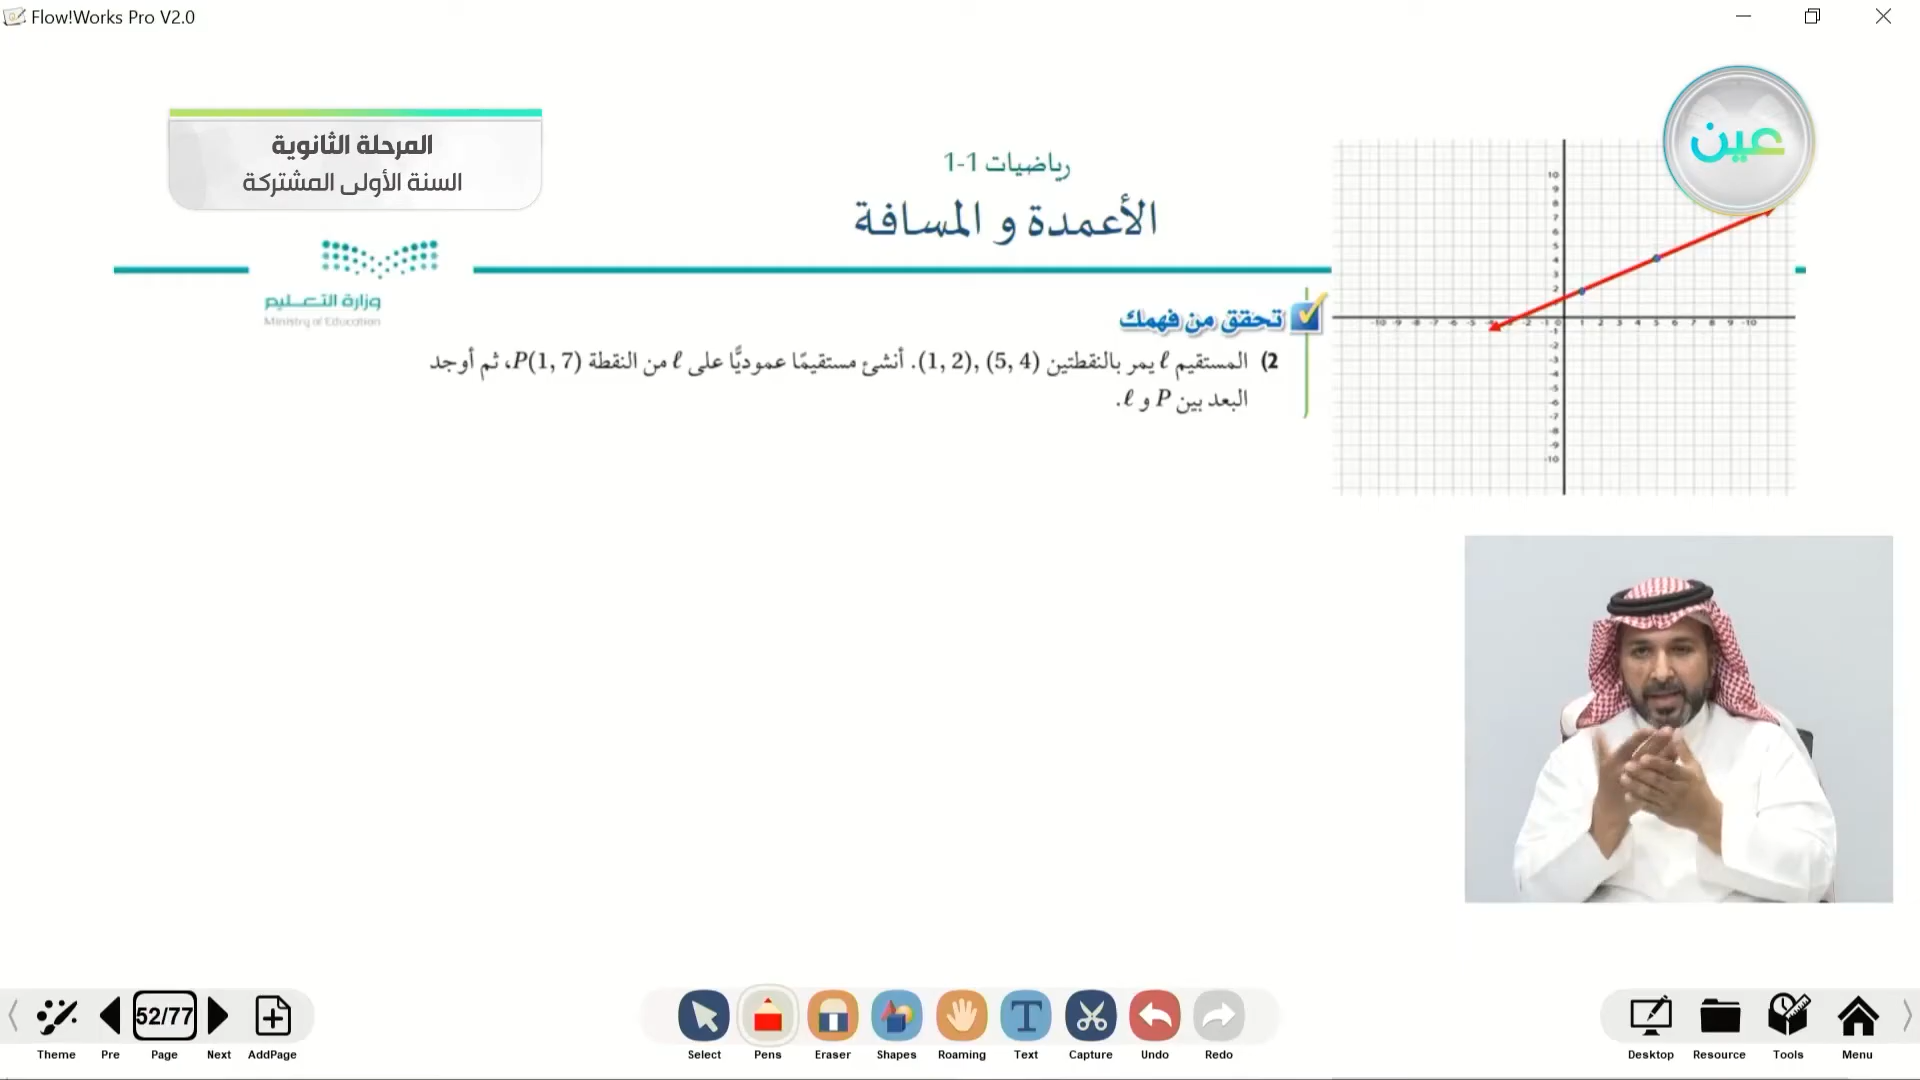 Flow!Works Pro V2.0
المرحلة الثانوية
السنة الأولى المشتركة
رياضيات 1-1
الأعمدة و المسافة
عين
وزارة التعليم
Ministry of Education
تحقق من فهمك
2) المستقيم ℓ يمر بالنقطتين (1, 2), (5, 4). أنشئ مستقيمًا عموديًّا على ℓ من النقطة P(1, 7)، ثم أوجد
البعد بين P و ℓ.
52/77
Theme Pre Page Next AddPage
Select Pens Eraser Shapes Roaming Text Capture Undo Redo
Desktop Resource Tools Menu